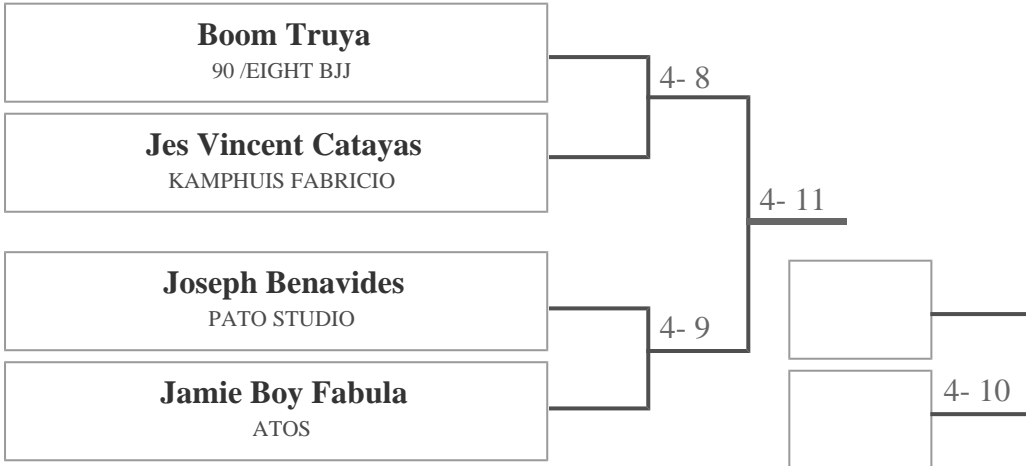 Boom Truya
90 /EIGHT BJJ
4- 8
Jes Vincent Catayas
KAMPHUIS FABRICIO
4- 11
Joseph Benavides
PATO STUDIO
4- 9
Jamie Boy Fabula
ATOS
4- 10